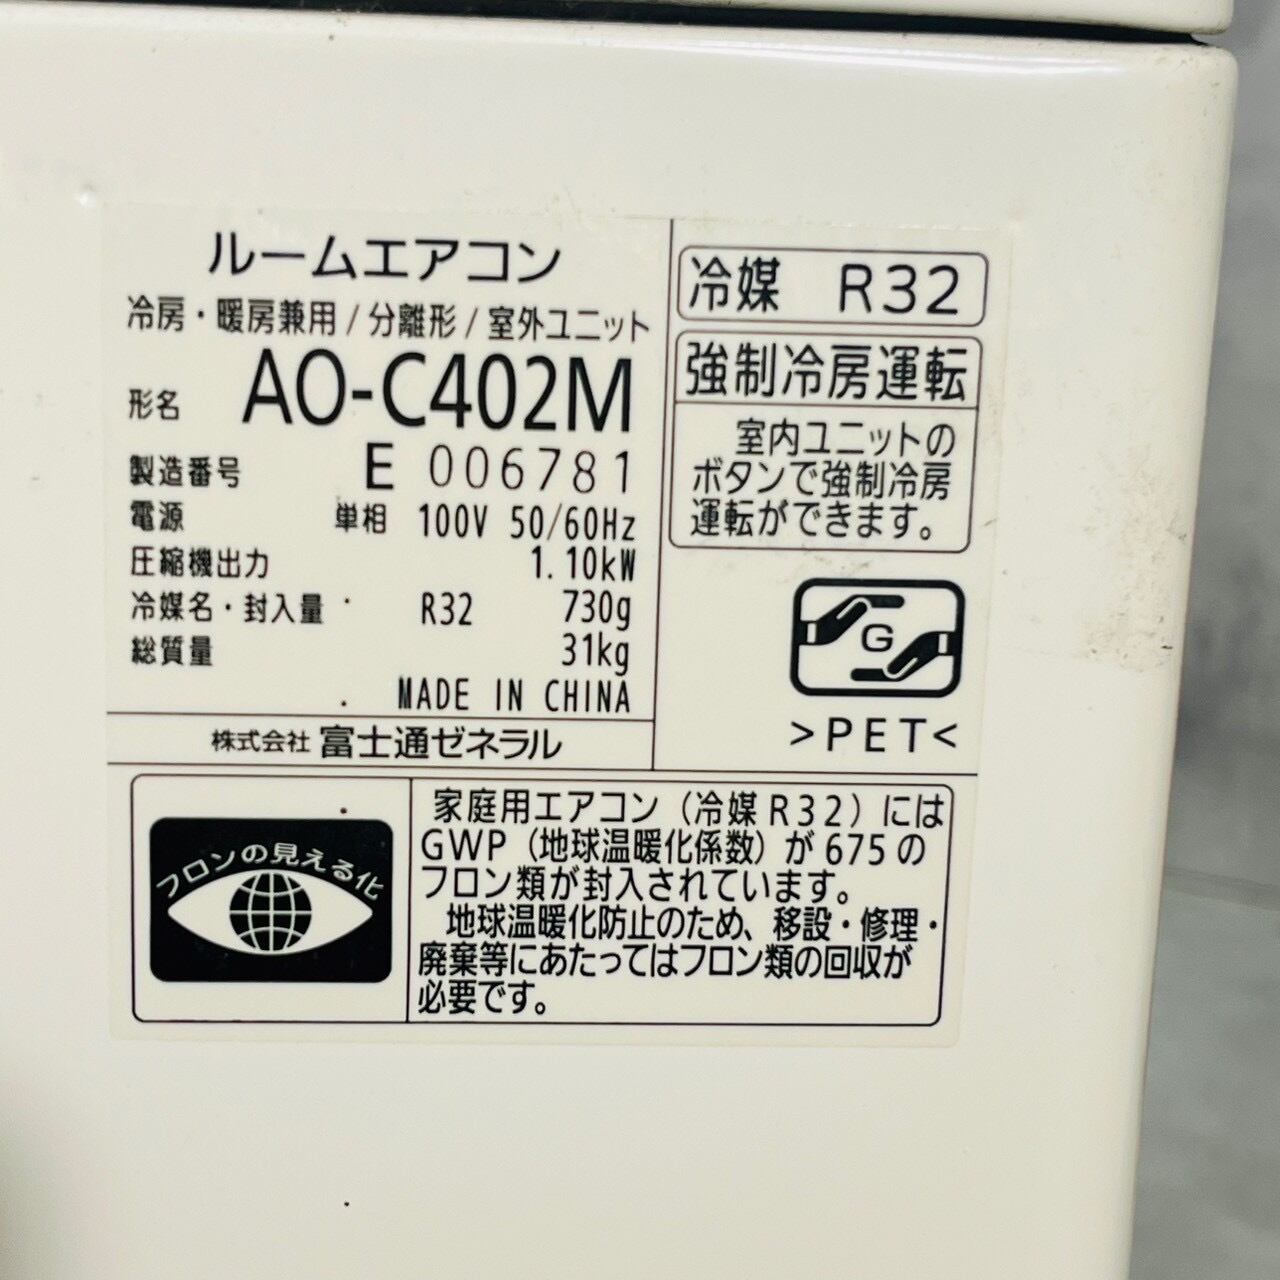 ルームエアコン
冷房・暖房兼用/分離形/室外ユニット
形名 AO-C402M
製造番号 E 006781
電源 単相 100V 50/60Hz
圧縮機出力 1.10kW
冷媒名・封入量 R32 730g
総質量 31kg
MADE IN CHINA
株式会社 富士通ゼネラル
冷媒 R32
強制冷房運転
室内ユニットの
ボタンで強制冷房
運転ができます。
G
>PET<
フロンの見える化
家庭用エアコン（冷媒R32）には
GWP（地球温暖化係数）が675の
フロン類が封入されています。
地球温暖化防止のため、移設・修理・
廃棄等にあたってはフロン類の回収が
必要です。